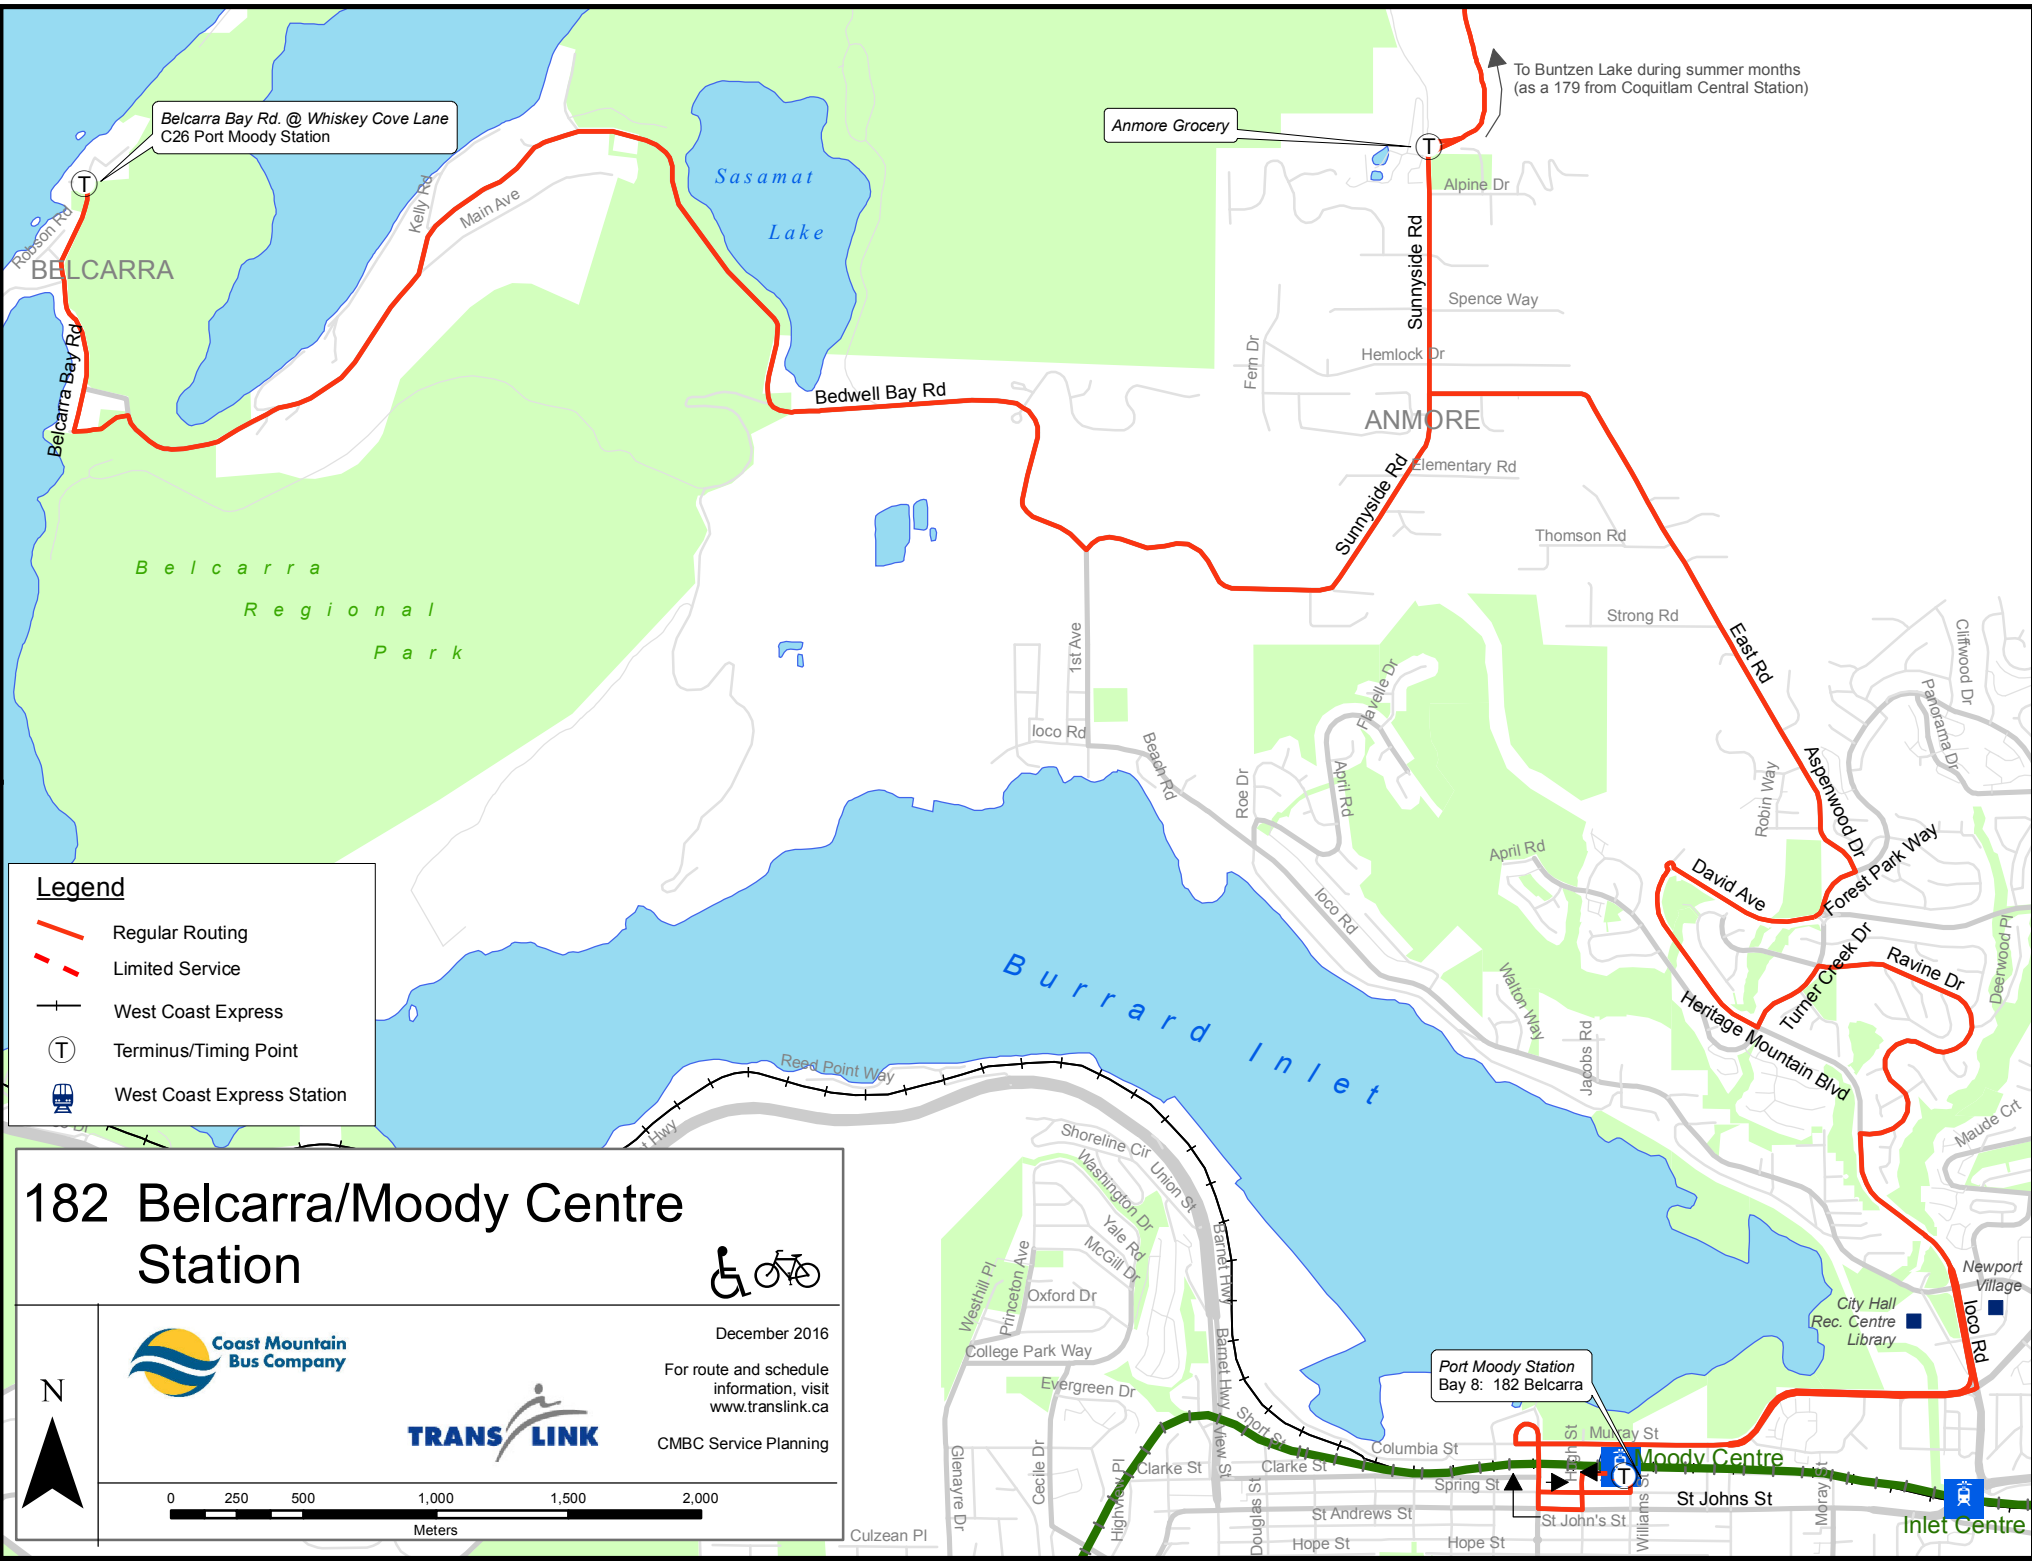 To Buntzen Lake during summer months
(as a 179 from Coquitlam Central Station)
Belcarra Bay Rd. @ Whiskey Cove Lane
C26 Port Moody Station
Anmore Grocery
T
T
Sasamat
Lake
Kelly Rd
Main Ave
Robson Rd
BELCARRA
Belcarra Bay Rd
Alpine Dr
Sunnyside Rd
Spence Way
Hemlock Dr
Fern Dr
Bedwell Bay Rd
ANMORE
Elementary Rd
Sunnyside Rd
Thomson Rd
Strong Rd
East Rd
Belcarra
Regional
Park
1st Ave
Ioco Rd
Beach Rd
Flavelle Dr
April Rd
Roe Dr
Cliffwood Dr
Panorama Dr
Aspenwood Dr
Robin Way
Forest Park Way
April Rd
David Ave
Ioco Rd
Turner Creek Dr
Ravine Dr
Deerwood Pl
Walton Way
Heritage Mountain Blvd
Jacobs Rd
Maude Crt
Burrard Inlet
Reed Point Way
t Hwy
Shoreline Cir
Washington Dr
Union St
Yale Rd
McGill Dr
Barnet Hwy
Westhill Pl
Princeton Ave
Oxford Dr
College Park Way
Barnet Hwy
Evergreen Dr
Newport
Village
City Hall
Rec. Centre
Library
Ioco Rd
Port Moody Station
Bay 8: 182 Belcarra
Short St
View St
Columbia St
Murray St
Hugh St
Moody Centre
Clarke St
Clarke St
Spring St
T
St Johns St
St Andrews St
St John's St
Williams St
Moray St
Inlet Centre
Glenayre Dr
Cecile Dr
Highview Pl
Douglas St
Culzean Pl
Hope St
Hope St
Legend
Regular Routing
Limited Service
West Coast Express
T Terminus/Timing Point
West Coast Express Station
182 Belcarra/Moody Centre
Station
Coast Mountain
Bus Company
December 2016
For route and schedule
information, visit
www.translink.ca
TRANS LINK
CMBC Service Planning
N
0 250 500 1,000 1,500 2,000
Meters